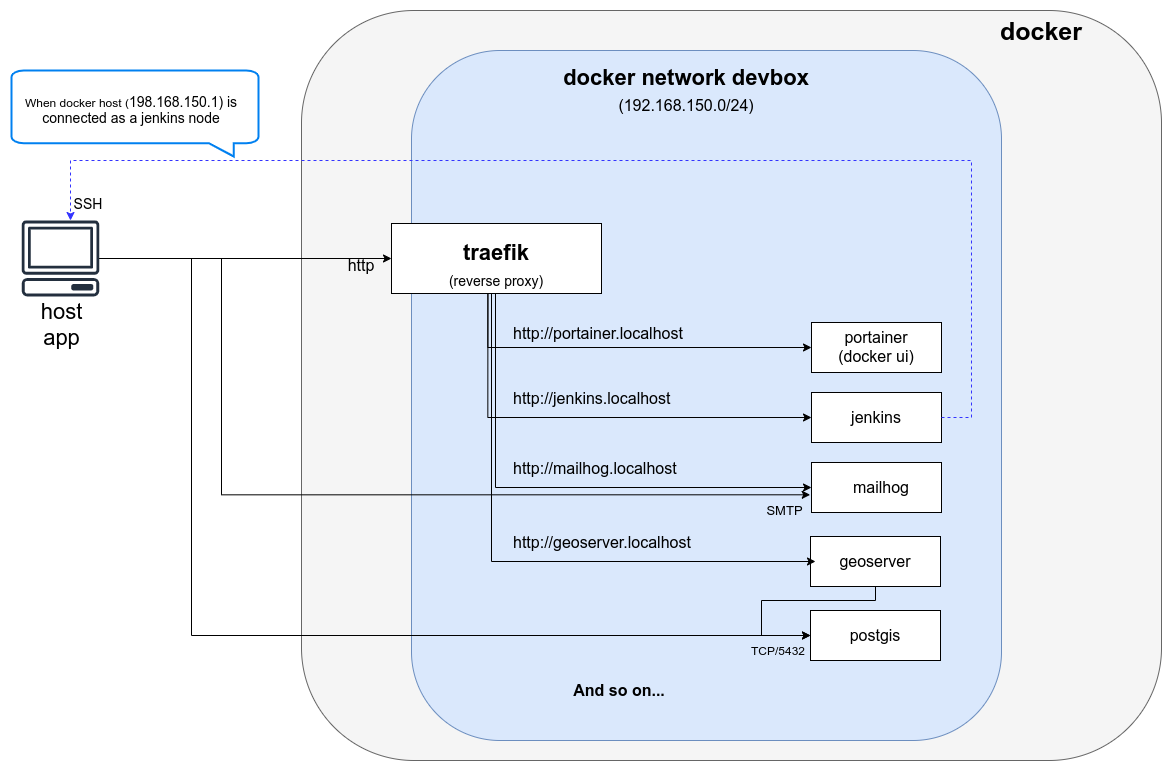 docker
docker network devbox
(192.168.150.0/24)
When docker host (198.168.150.1) is
connected as a jenkins node
SSH
host
app
http
traefik
(reverse proxy)
http://portainer.localhost
portainer
(docker ui)
http://jenkins.localhost
jenkins
http://mailhog.localhost
mailhog
SMTP
http://geoserver.localhost
geoserver
postgis
TCP/5432
And so on...